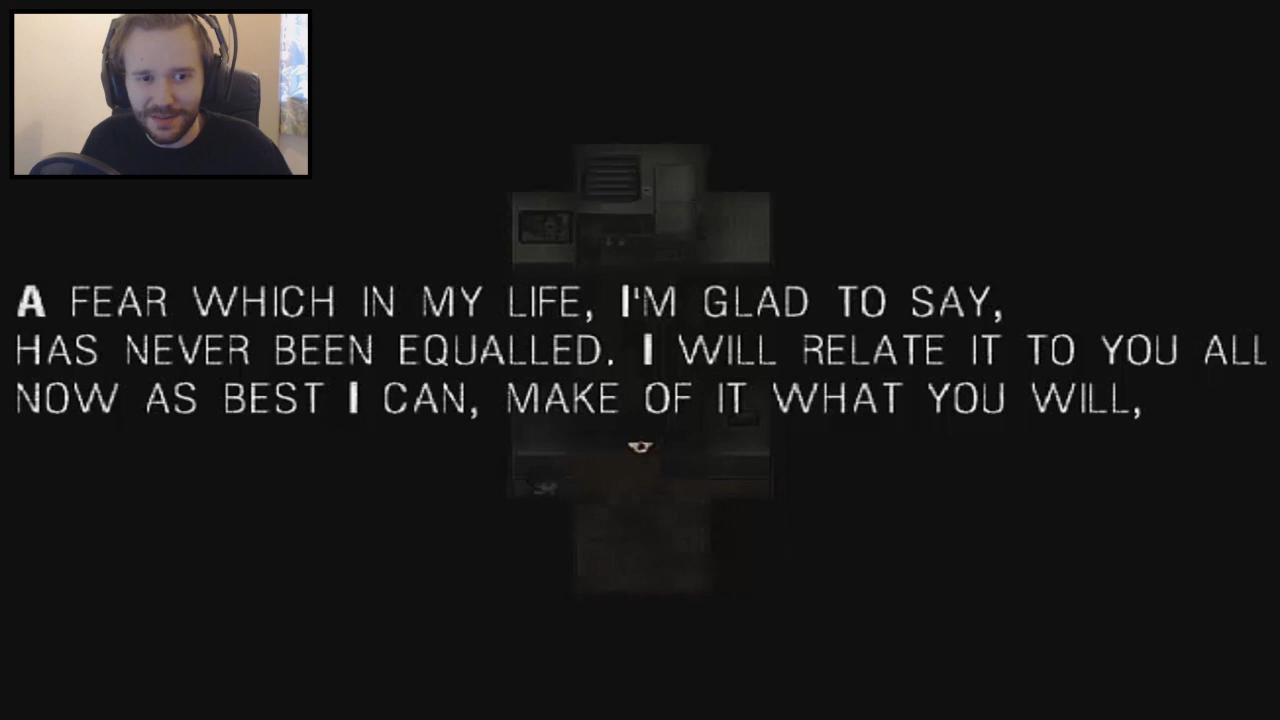 A FEAR WHICH IN MY LIFE, I'M GLAD TO SAY,
HAS NEVER BEEN EQUALLED. I WILL RELATE IT TO YOU ALL
NOW AS BEST I CAN, MAKE OF IT WHAT YOU WILL,